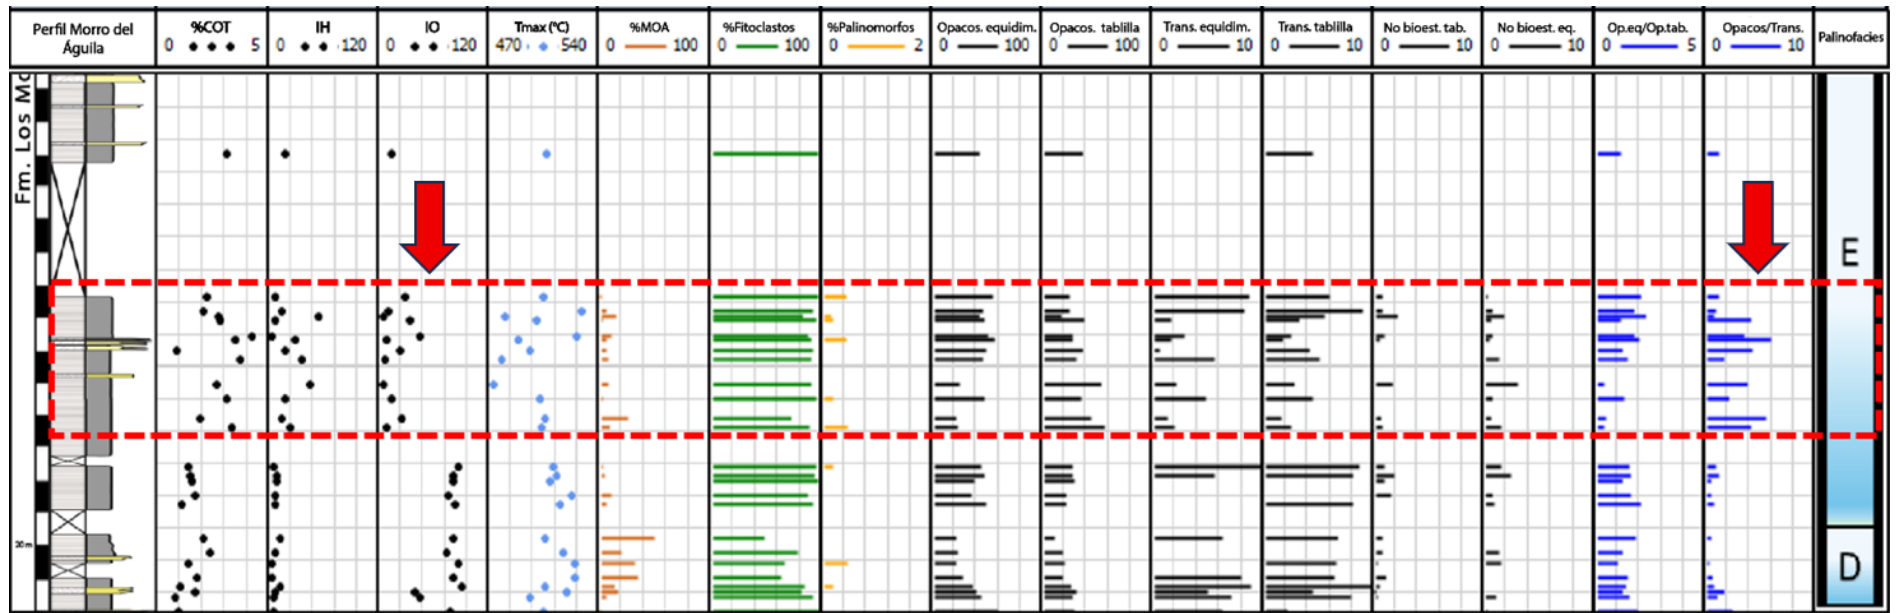 Perfil Morro del
Águila
%COT
0 5
IH
0 120
IO
0 120
Tmax (°C)
470 540
%MOA
0 100
%Fitoclastos
0 100
%Palinomorfos
0 2
Opacos. equidim.
0 100
Opacos. tablilla
0 100
Trans. equidim.
0 10
Trans. tablilla
0 10
No bioest. tab.
0 10
No bioest. eq.
0 10
Op.eq/Op.tab.
0 5
Opacos/Trans.
0 10
Palinofacies
Fm. Los Mo
E
D